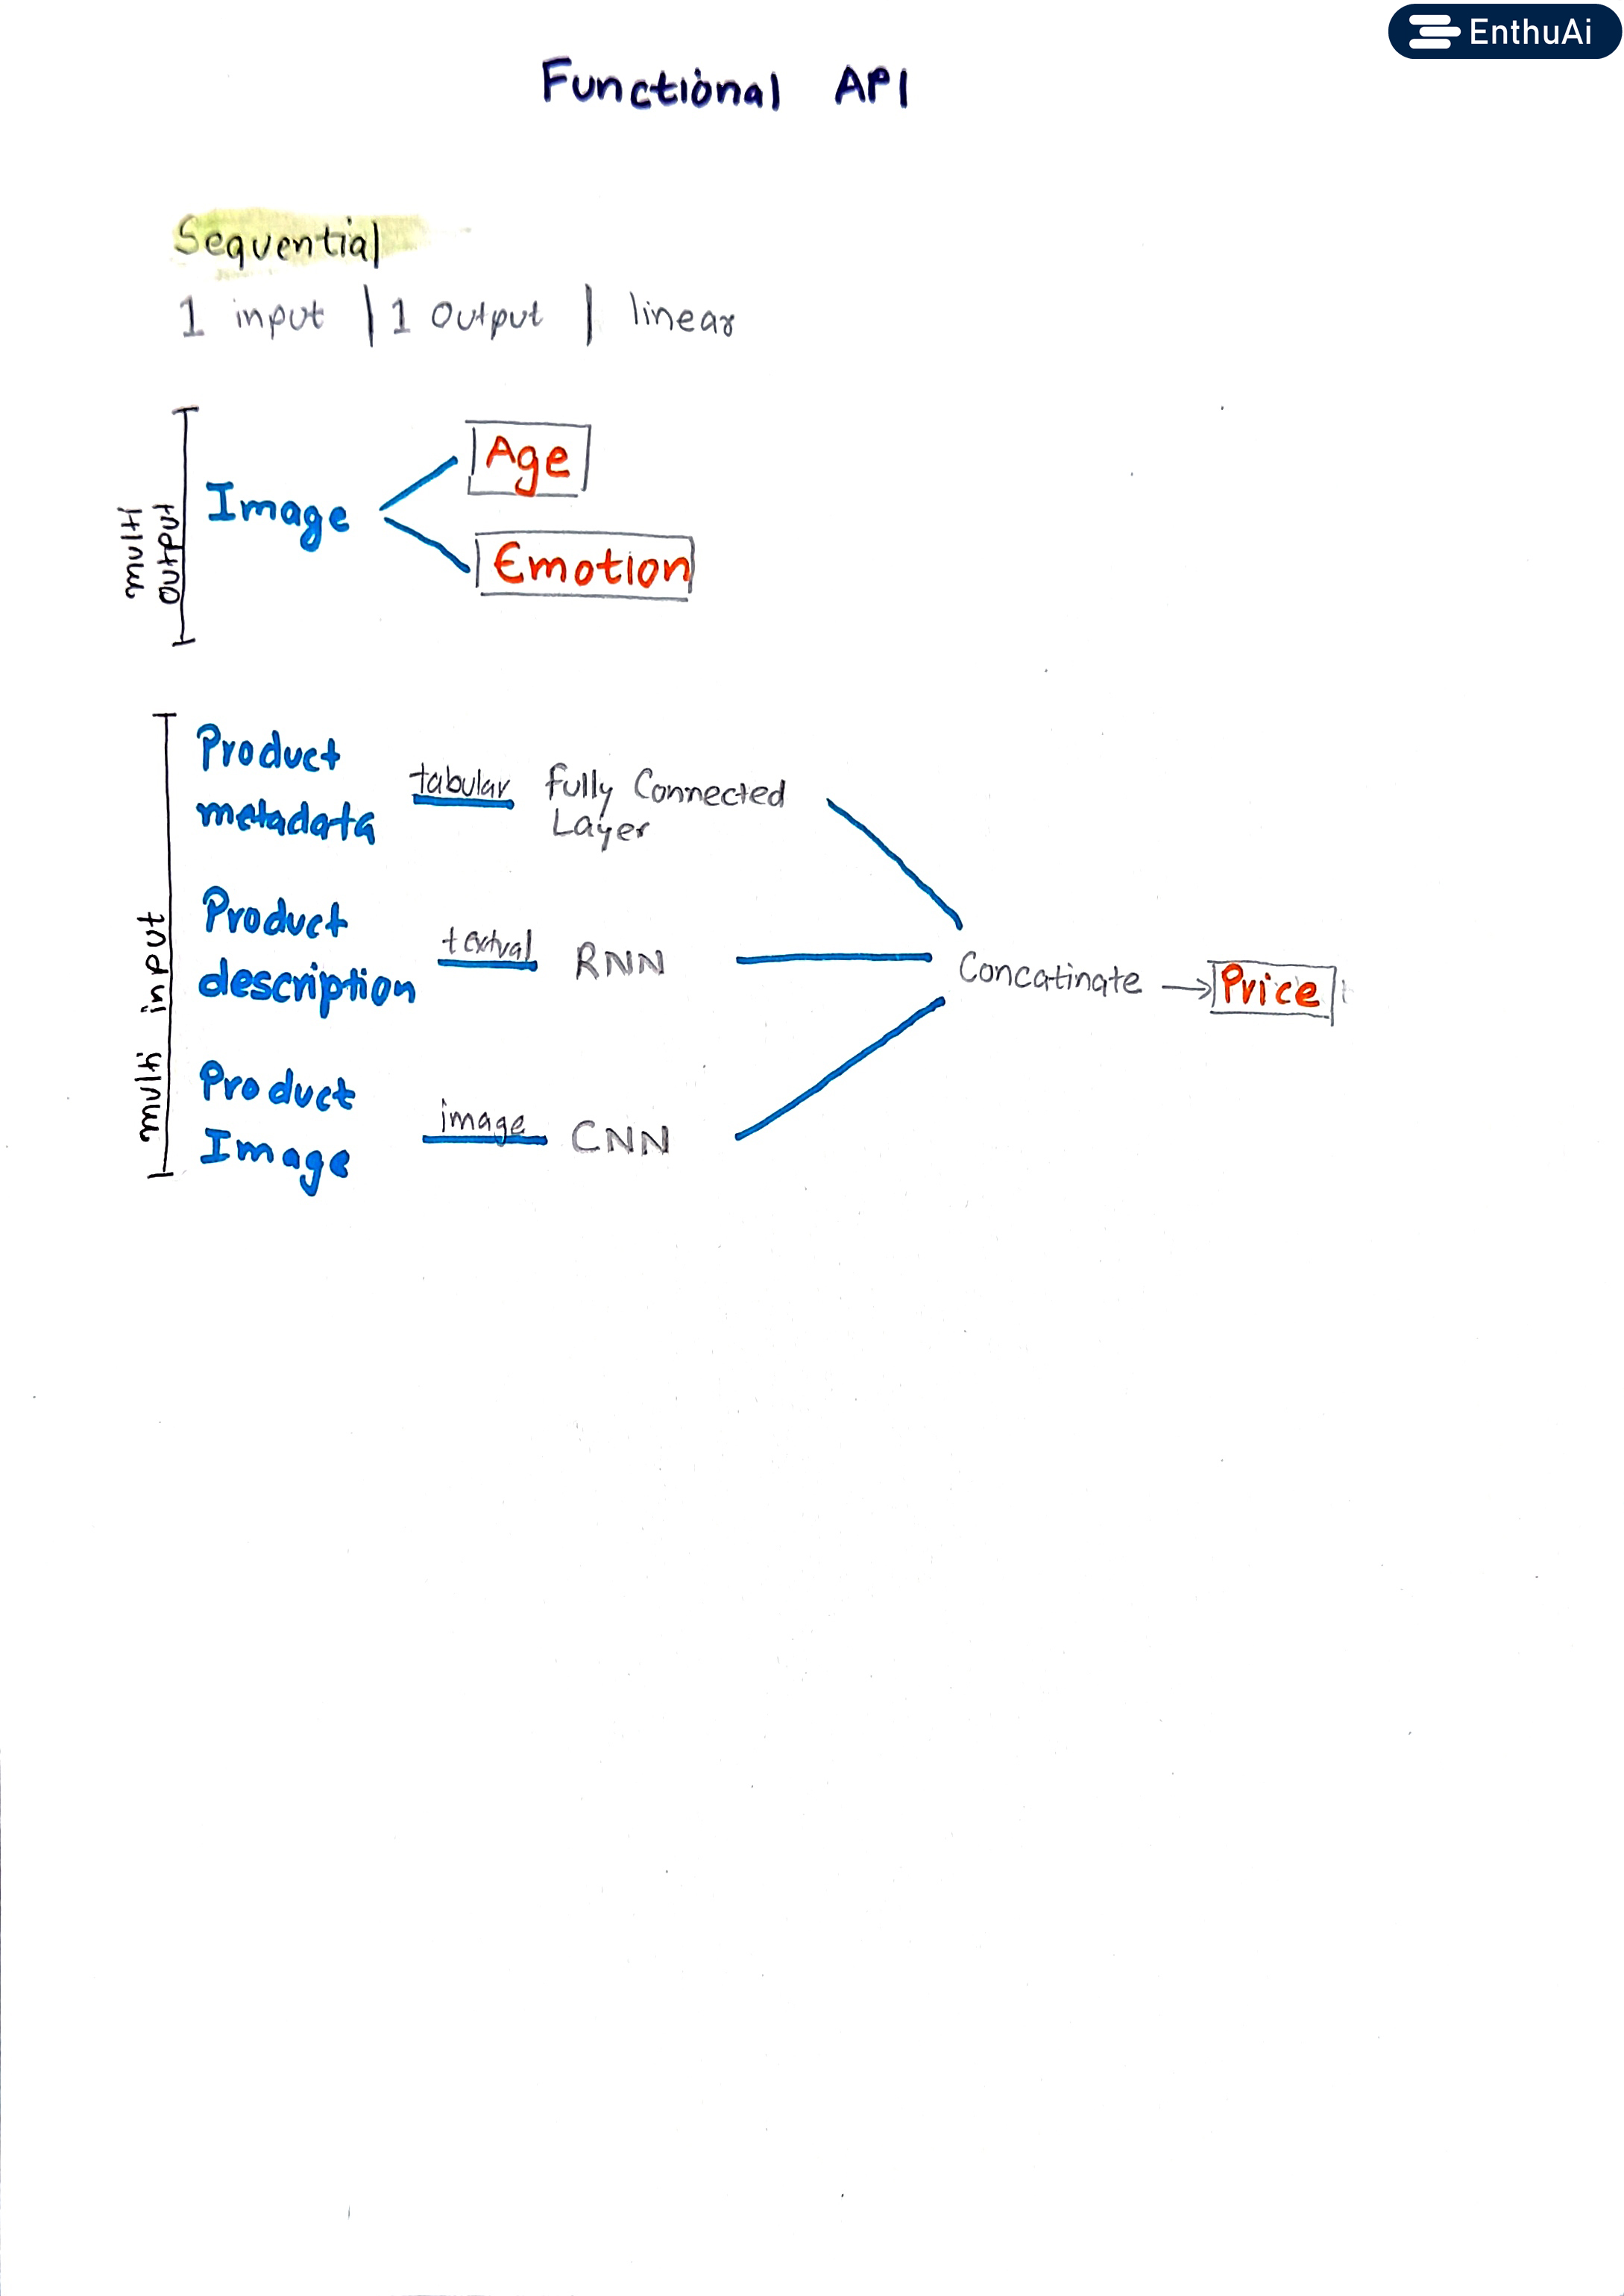 EnthuAi
Functional API
Sequential
1 input | 1 Output | linear
multi output
Image
Age
Emotion
multi input
Product metadata
tabular
Fully Connected Layer
Product description
textual
RNN
Product Image
image
CNN
Concatinate → Price